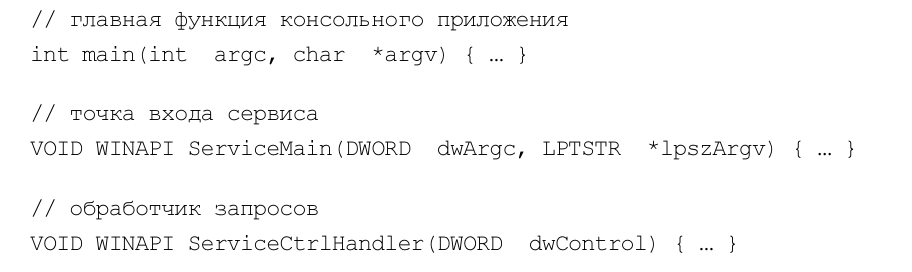 // главная функция консольного приложения
int main(int  argc, char  *argv) { … }
// точка входа сервиса
VOID WINAPI ServiceMain(DWORD  dwArgc, LPTSTR  *lpszArgv) { … }
// обработчик запросов
VOID WINAPI ServiceCtrlHandler(DWORD  dwControl) { … }